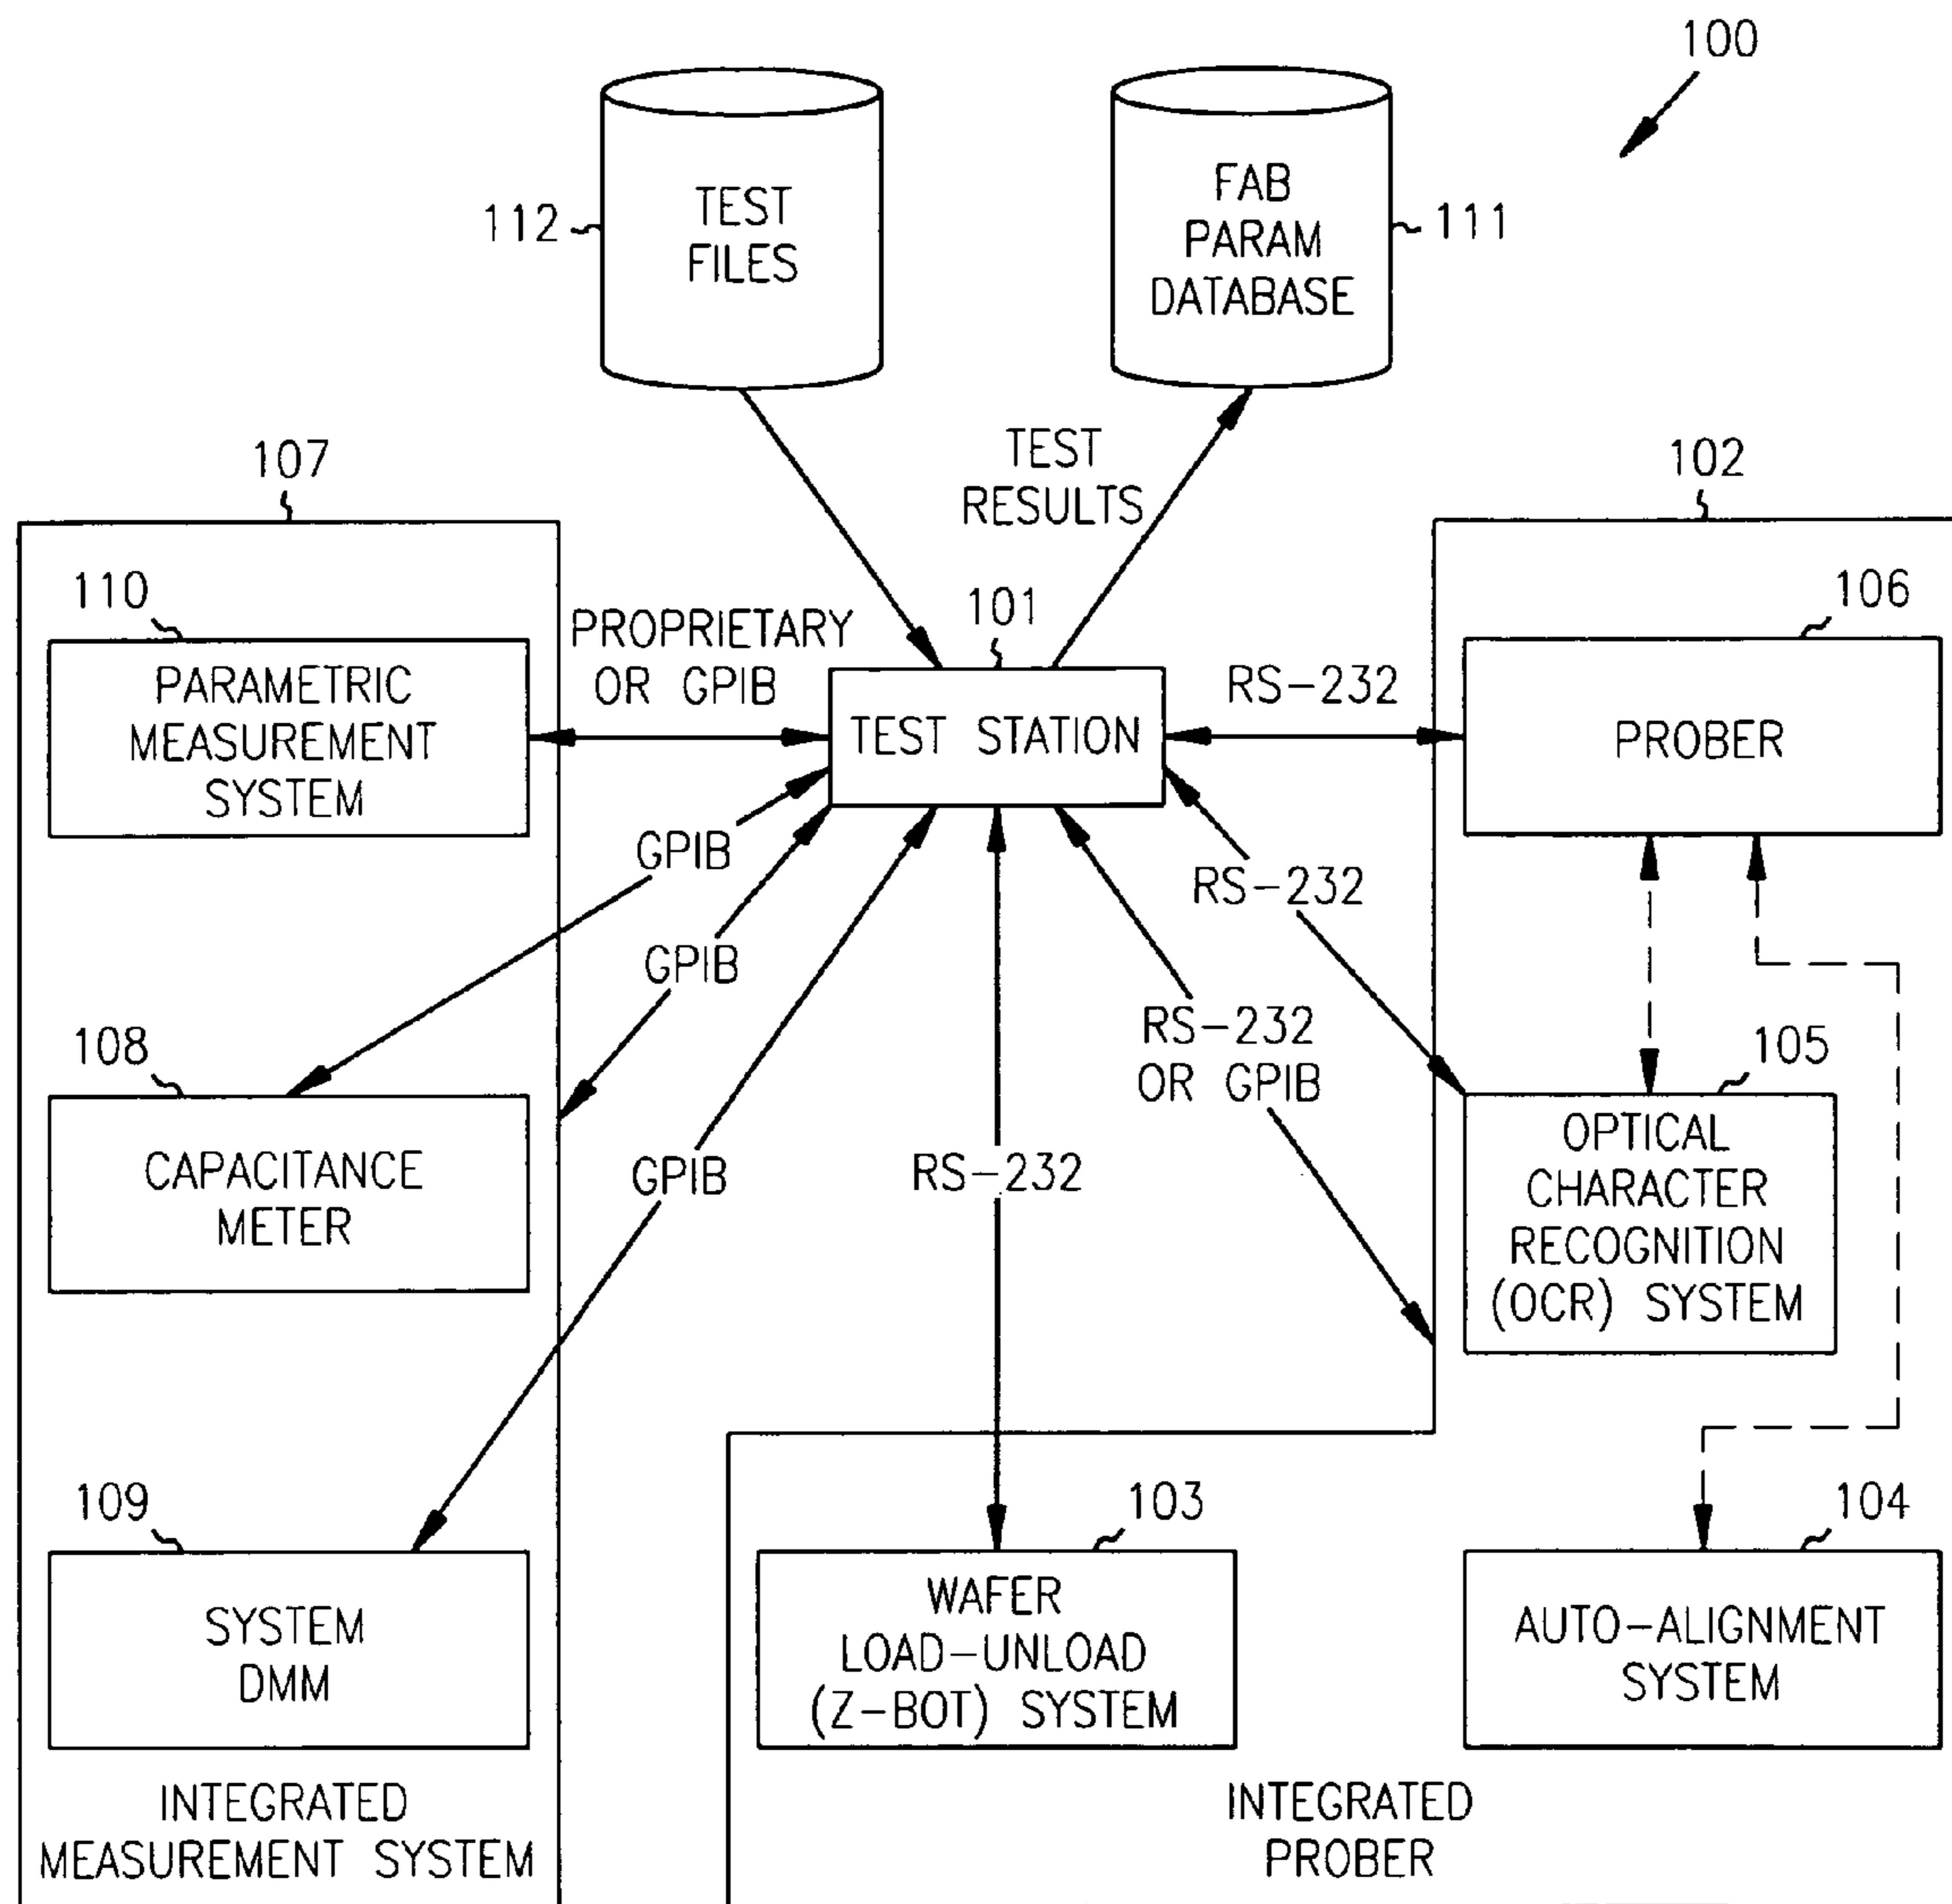 100
112
TEST
FILES
FAB
PARAM
DATABASE
111
107
TEST
RESULTS
102
110
PROPRIETARY
OR GPIB
101
106
PARAMETRIC
MEASUREMENT
SYSTEM
TEST STATION
RS-232
PROBER
GPIB
RS-232
GPIB
108
RS-232
OR GPIB
105
CAPACITANCE
METER
GPIB
RS-232
OPTICAL
CHARACTER
RECOGNITION
(OCR) SYSTEM
109
103
104
SYSTEM
DMM
WAFER
LOAD-UNLOAD
(Z-BOT) SYSTEM
AUTO-ALIGNMENT
SYSTEM
INTEGRATED
MEASUREMENT SYSTEM
INTEGRATED
PROBER